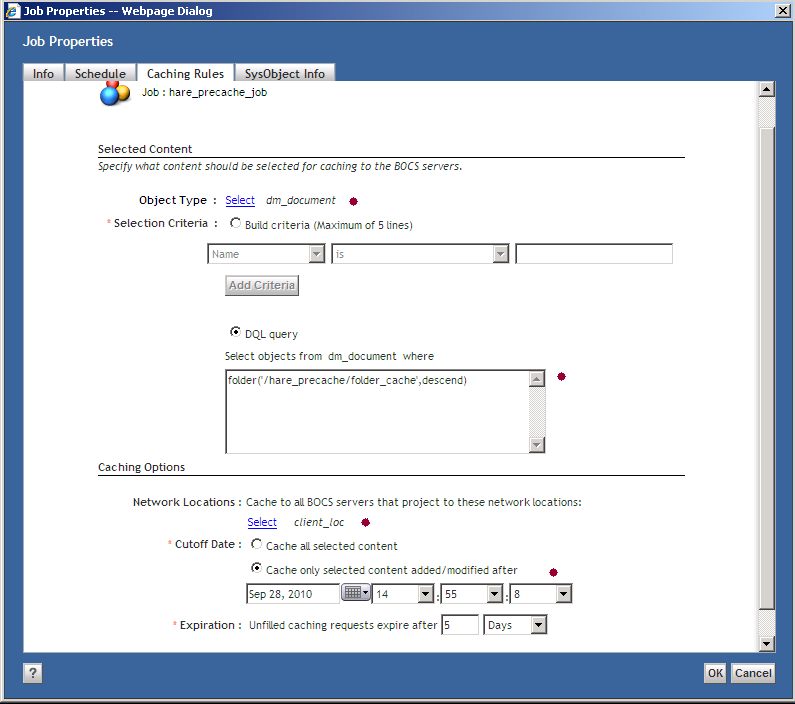 Job Properties -- Webpage Dialog
Job Properties
Info Schedule Caching Rules SysObject Info
Job : hare_precache_job
Selected Content
Specify what content should be selected for caching to the BOCS servers.
Object Type : Select dm_document
* Selection Criteria : Build criteria (Maximum of 5 lines)
Name is
Add Criteria
DQL query
Select objects from dm_document where
folder('/hare_precache/folder_cache',descend)
Caching Options
Network Locations : Cache to all BOCS servers that project to these network locations:
Select client_loc
* Cutoff Date : Cache all selected content
Cache only selected content added/modified after
Sep 28, 2010 14 : 55 : 8
* Expiration : Unfilled caching requests expire after 5 Days
? OK Cancel